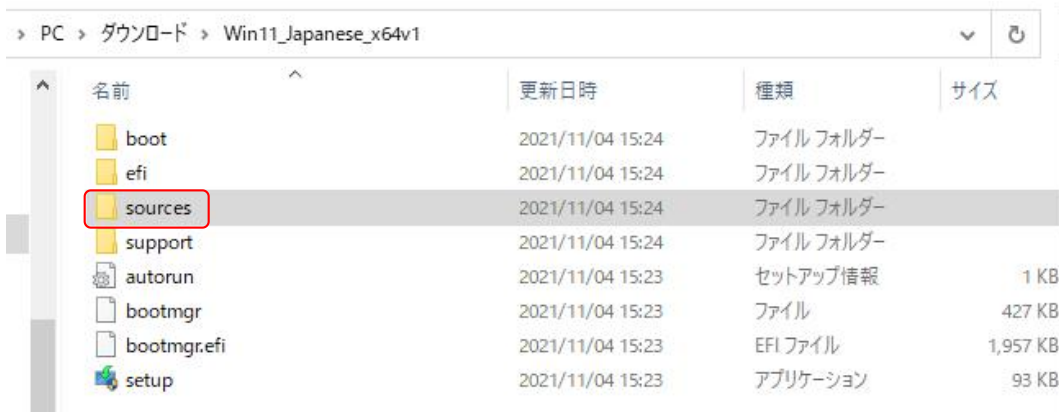 PC ダウンロード Win11_Japanese_x64v1
名前 更新日時 種類 サイズ
boot 2021/11/04 15:24 ファイル フォルダー
efi 2021/11/04 15:24 ファイル フォルダー
sources 2021/11/04 15:24 ファイル フォルダー
support 2021/11/04 15:24 ファイル フォルダー
autorun 2021/11/04 15:23 セットアップ情報 1 KB
bootmgr 2021/11/04 15:23 ファイル 427 KB
bootmgr.efi 2021/11/04 15:23 EFI ファイル 1,957 KB
setup 2021/11/04 15:23 アプリケーション 93 KB